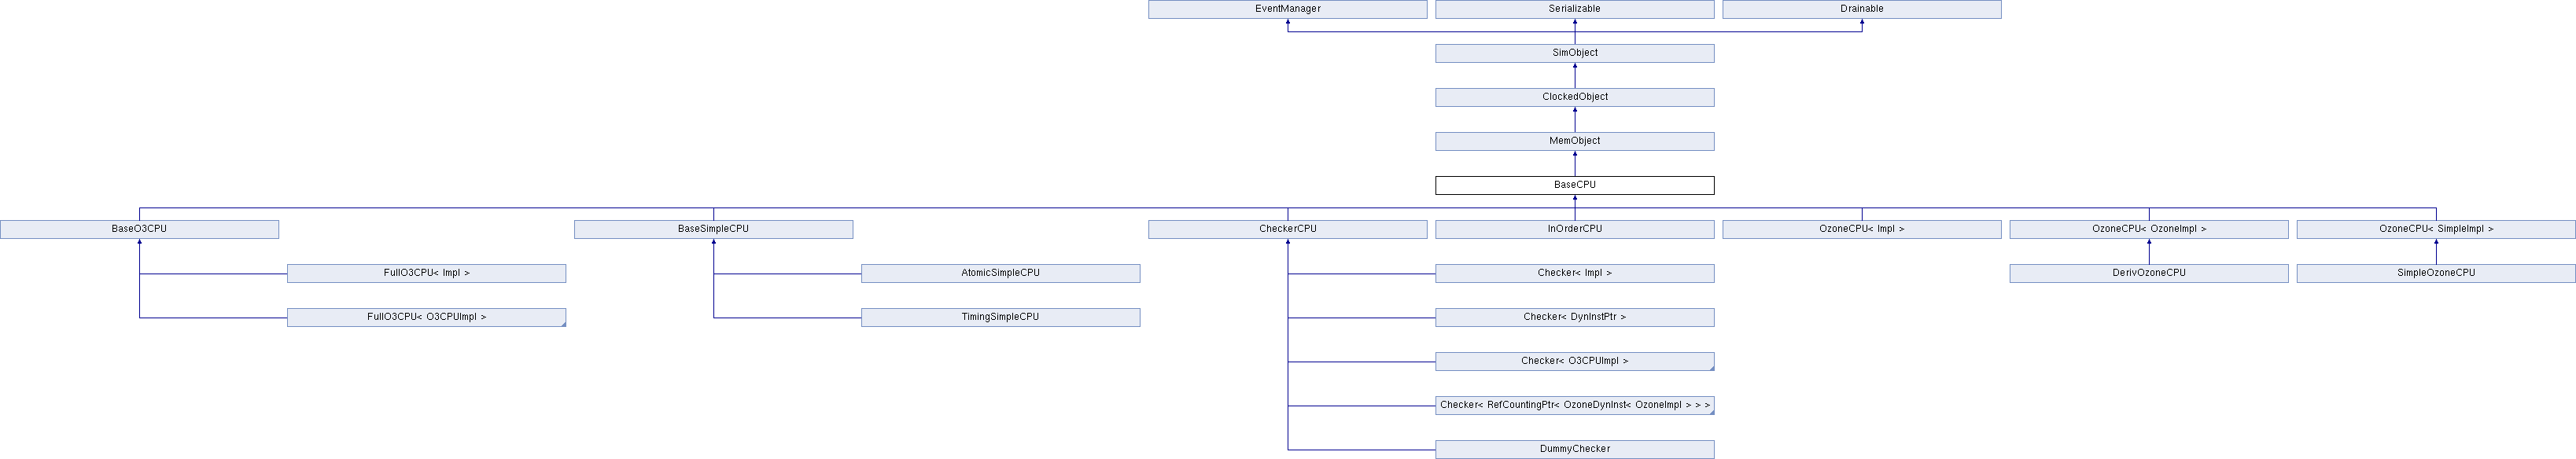 EventManager
Serializable
Drainable
SimObject
ClockedObject
MemObject
BaseCPU
BaseO3CPU
BaseSimpleCPU
CheckerCPU
InOrderCPU
OzoneCPU< Impl >
OzoneCPU< OzoneImpl >
OzoneCPU< SimpleImpl >
FullO3CPU< Impl >
AtomicSimpleCPU
Checker< Impl >
DerivOzoneCPU
SimpleOzoneCPU
FullO3CPU< O3CPUImpl >
TimingSimpleCPU
Checker< DynInstPtr >
Checker< O3CPUImpl >
Checker< RefCountingPtr< OzoneDynInst< OzoneImpl > > >
DummyChecker